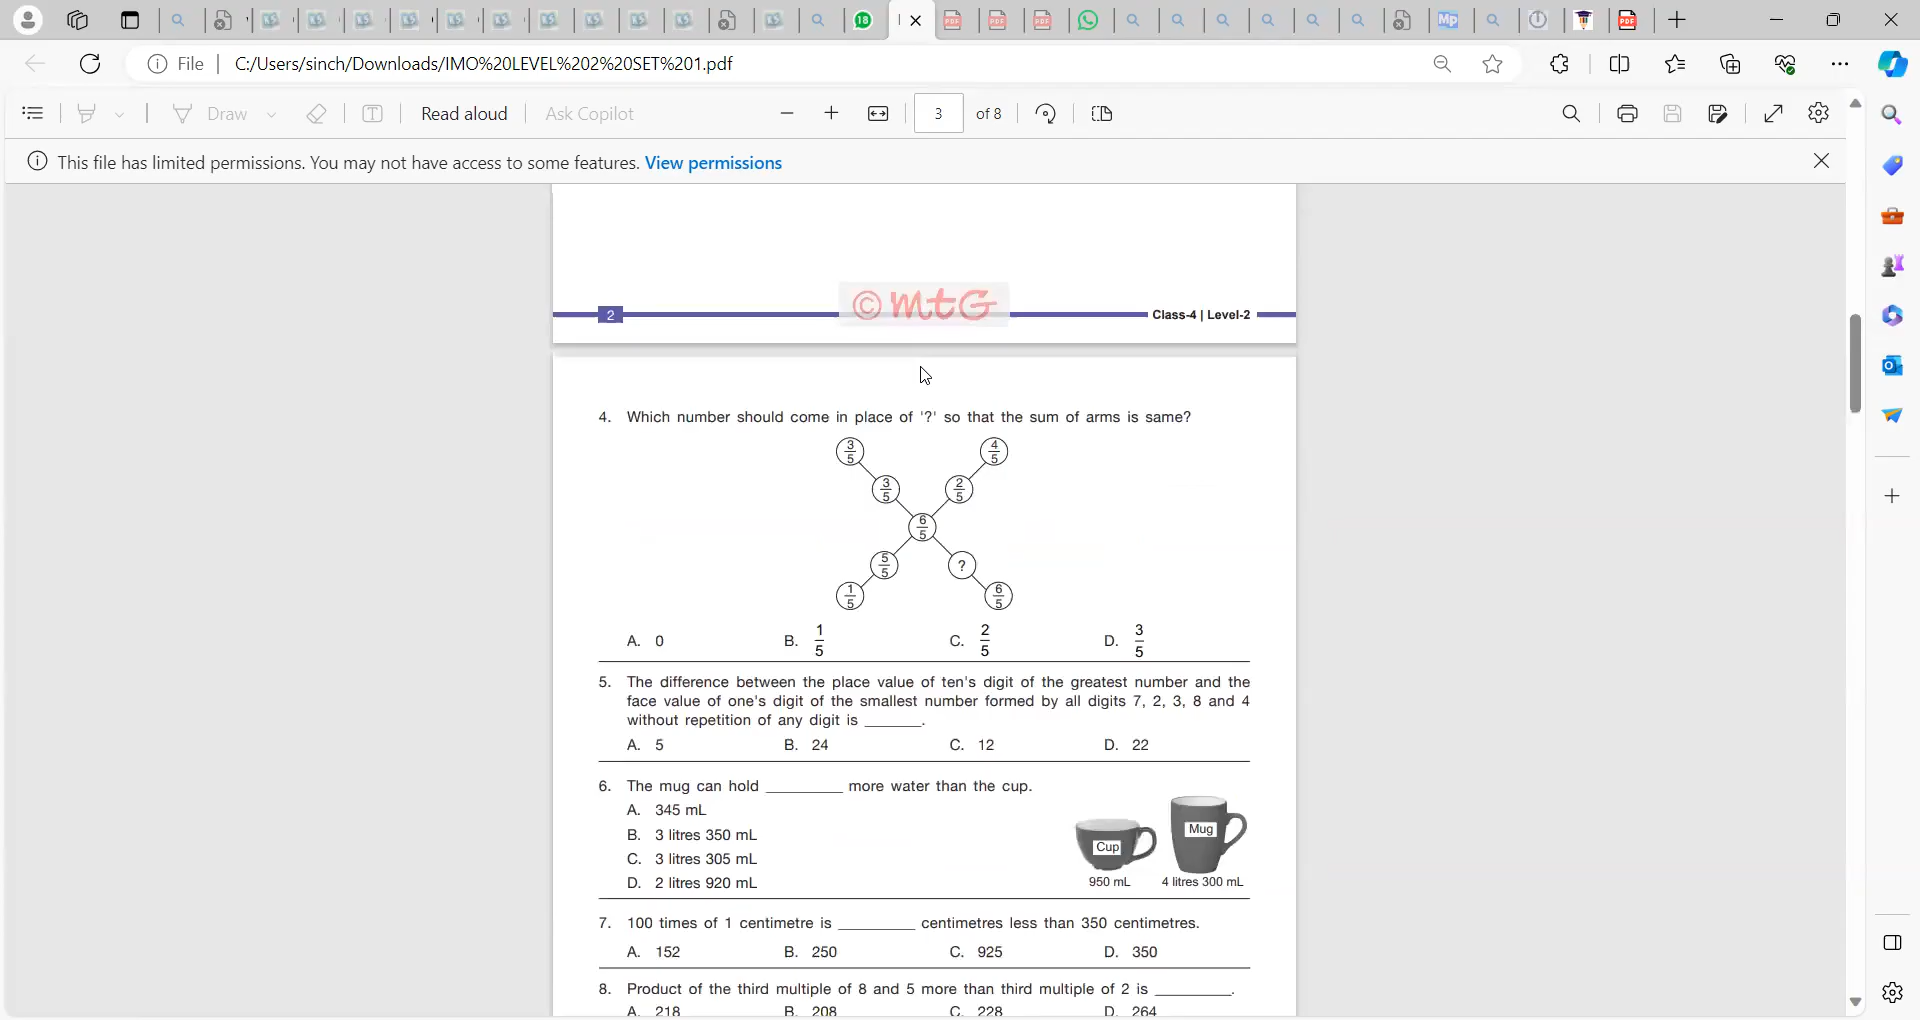 18
Mp
PDF
File | C:/Users/sinch/Downloads/IMO%20LEVEL%202%20SET%201.pdf
Draw
Read aloud
Ask Copilot
3 of 8
This file has limited permissions. You may not have access to some features. View permissions
2
© mtG
Class-4 | Level-2
4. Which number should come in place of '?' so that the sum of arms is same?
3/5 4/5
3/5 2/5
6/5
5/5 ?
1/5 6/5
A. 0 B. 1/5 C. 2/5 D. 3/5
5. The difference between the place value of ten's digit of the greatest number and the
face value of one's digit of the smallest number formed by all digits 7, 2, 3, 8 and 4
without repetition of any digit is _______.
A. 5 B. 24 C. 12 D. 22
6. The mug can hold _________ more water than the cup.
A. 345 mL
B. 3 litres 350 mL
C. 3 litres 305 mL
D. 2 litres 920 mL
Cup
Mug
950 mL 4 litres 300 mL
7. 100 times of 1 centimetre is _________ centimetres less than 350 centimetres.
A. 152 B. 250 C. 925 D. 350
8. Product of the third multiple of 8 and 5 more than third multiple of 2 is _________.
A. 218 B. 208 C. 228 D. 264